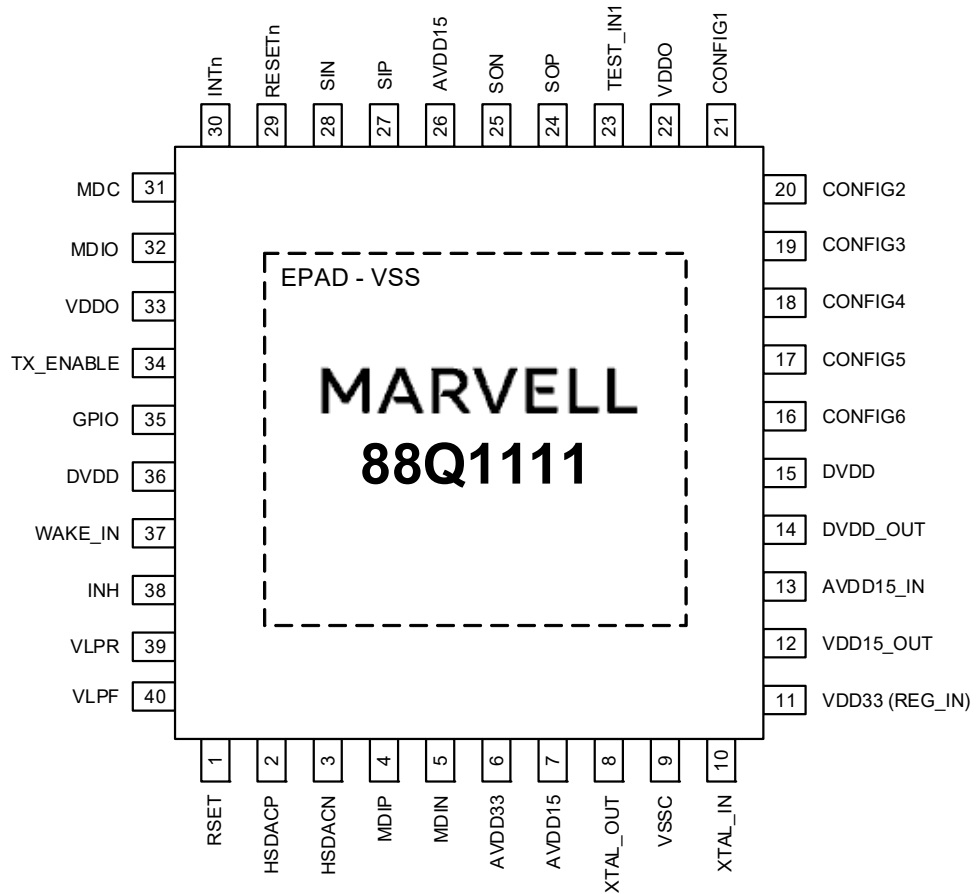 INTn
RESETn
SIN
SIP
AVDD15
SON
SOP
TEST_IN1
VDDO
CONFIG1
30
29
28
27
26
25
24
23
22
21
MDC 31
MDIO 32
VDDO 33
TX_ENABLE 34
GPIO 35
DVDD 36
WAKE_IN 37
INH 38
VLPR 39
VLPF 40
EPAD - VSS
MARVELL
88Q1111
20 CONFIG2
19 CONFIG3
18 CONFIG4
17 CONFIG5
16 CONFIG6
15 DVDD
14 DVDD_OUT
13 AVDD15_IN
12 VDD15_OUT
11 VDD33 (REG_IN)
1
2
3
4
5
6
7
8
9
10
RSET
HSDACP
HSDACN
MDIP
MDIN
AVDD33
AVDD15
XTAL_OUT
VSSC
XTAL_IN